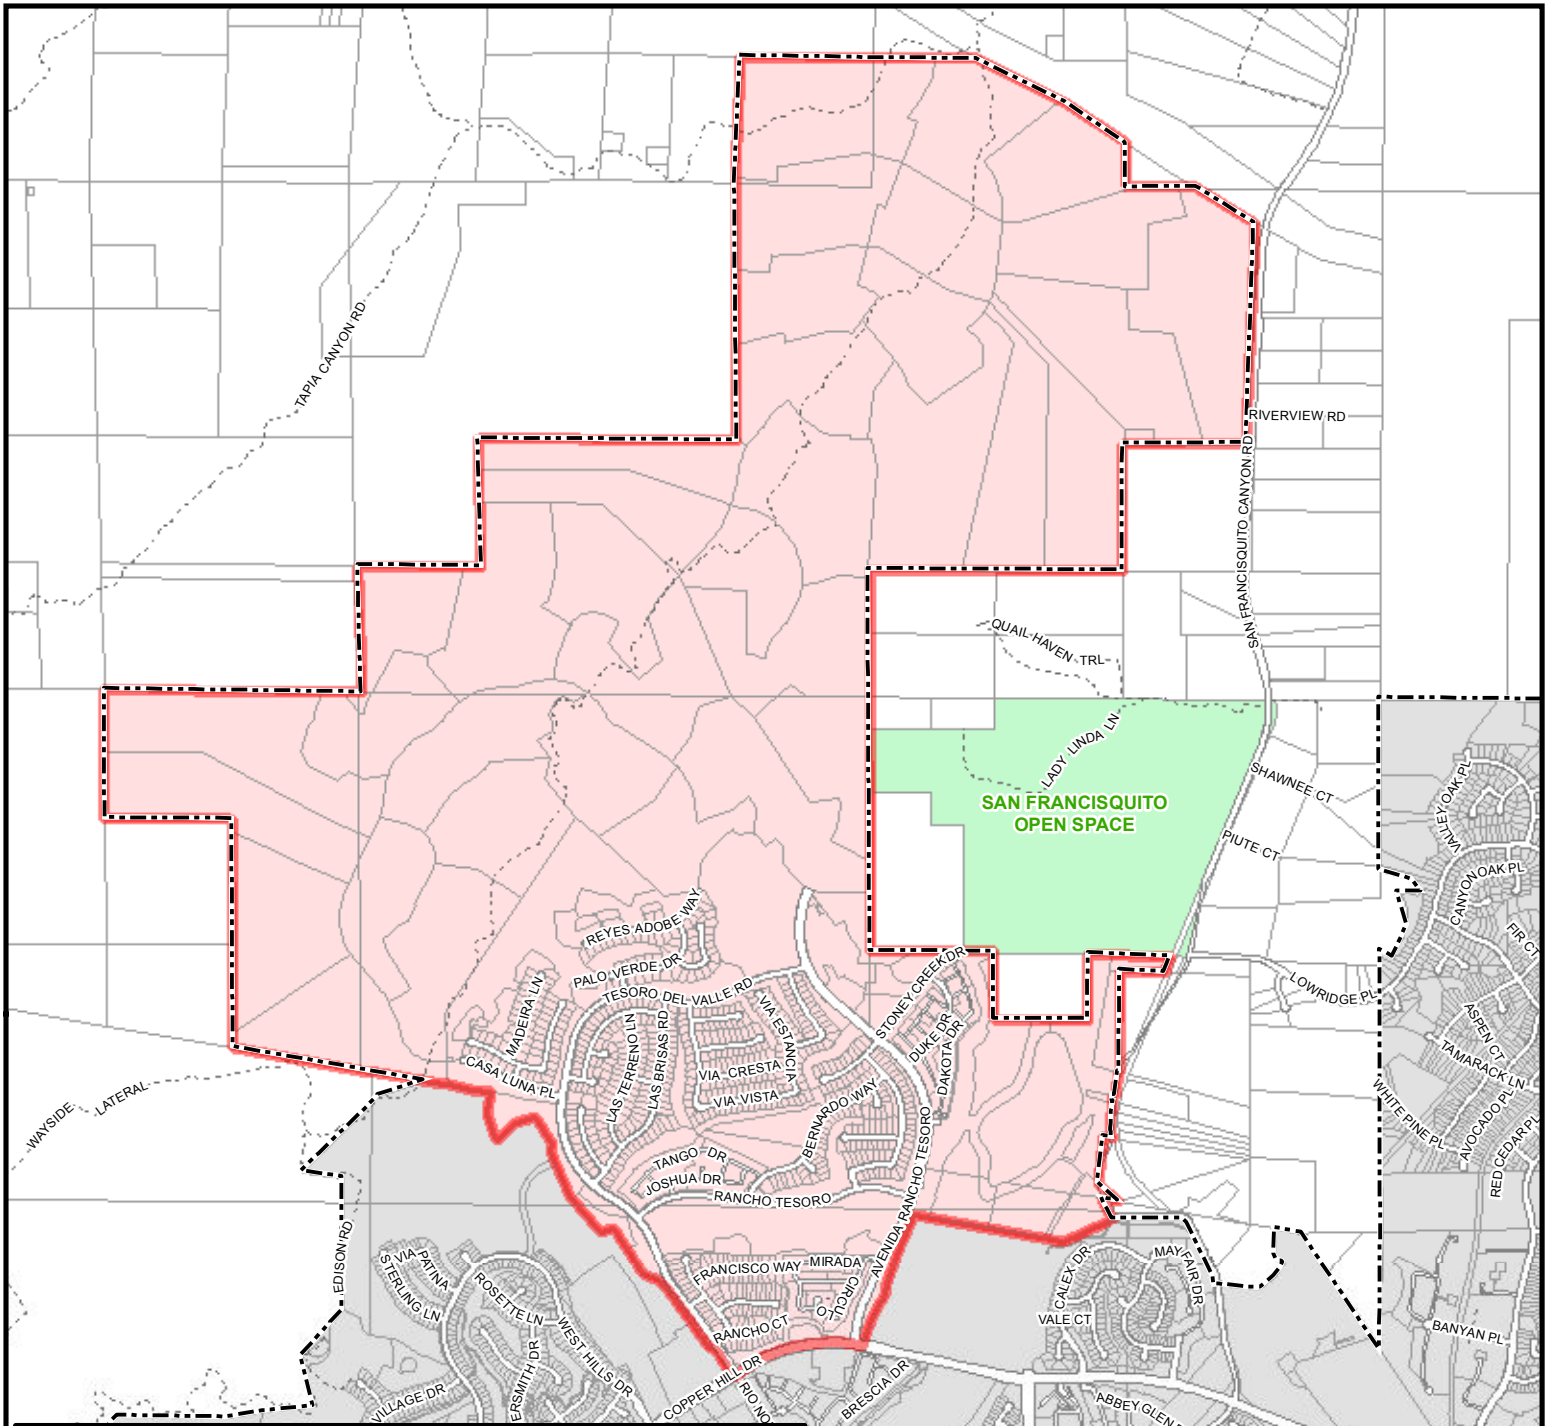 TAPIA CANYON RD
RIVERVIEW RD
SAN FRANCISQUITO CANYON RD
QUAIL HAVEN TRL
LADY LINDA LN
SHAWNEE CT
SAN FRANCISQUITO
OPEN SPACE
PIUTE CT
VALLEY OAK PL
CANYON OAK PL
FIR CT
REYES ADOBE WAY
PALO VERDE DR
STONEY CREEK DR
LOWRIDGE PL
MADEIRA LN
TESORO DEL VALLE RD
VIA ESTANCIA
DUKE DR
DAKOTA DR
ASPEN CT
TAMARACK LN
LAS TERRENO LN
LAS BRISAS RD
CASA LUNA PL
VIA CRESTA
VIA VISTA
BERNARDO WAY
WAYSIDE LATERAL
WHITE PINE PL
AVOCADO PL
RED CEDAR PL
TANGO DR
JOSHUA DR
RANCHO TESORO
AVENIDA RANCHO TESORO
EDISON RD
VIA PATINA
STERLING LN
ROSETTE LN
WEST HILLS DR
FRANCISCO WAY
MIRADA
CIRCULO
CALEX DR
MAYFAIR DR
VALE CT
RANCHO CT
BANYAN PL
COPPER HILL DR
RIO NO
BRESCIA DR
VILLAGE DR
ERSMITH DR
ABBEY GLEN